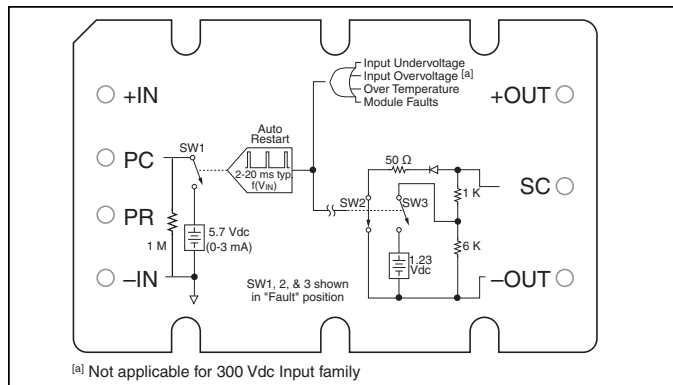 Input Undervoltage
Input Overvoltage [a]
Over Temperature
Module Faults
+IN
+OUT
PC
SW1
Auto
Restart
2-20 ms typ
f(VIN)
50 Ω
SC
1 K
PR
SW2
SW3
5.7 Vdc
(0-3 mA)
1 M
6 K
1.23
Vdc
–IN
–OUT
SW1, 2, & 3 shown
in "Fault" position
[a] Not applicable for 300 Vdc Input family